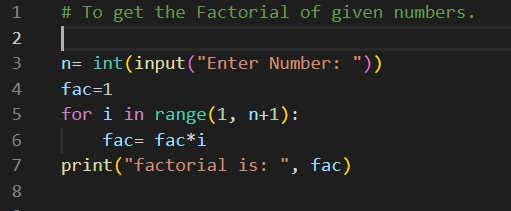 1 # To get the Factorial of given numbers.
2
3 n= int(input("Enter Number: "))
4 fac=1
5 for i in range(1, n+1):
6     fac= fac*i
7 print("factorial is: ", fac)
8